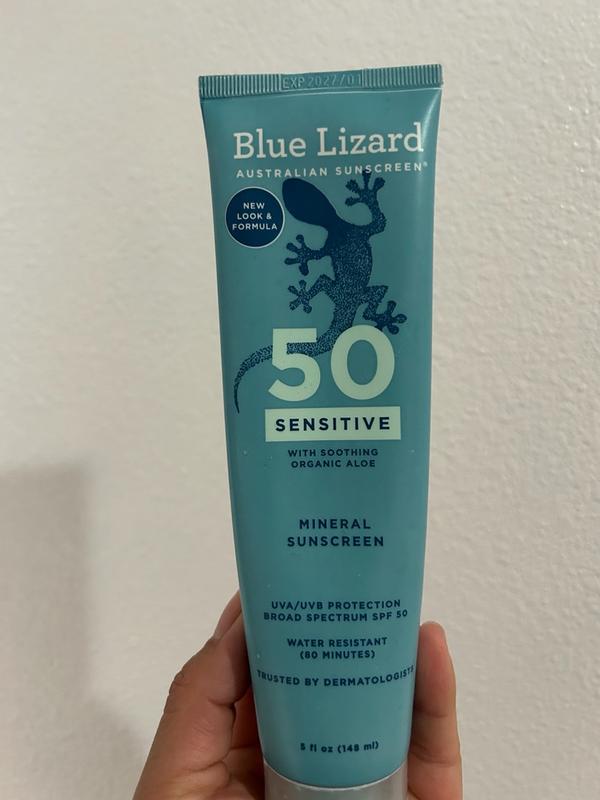 EXP 2027/01
Blue Lizard
AUSTRALIAN SUNSCREEN®
NEW
LOOK &
FORMULA
50
SENSITIVE
WITH SOOTHING
ORGANIC ALOE
MINERAL
SUNSCREEN
UVA/UVB PROTECTION
BROAD SPECTRUM SPF 50
WATER RESISTANT
(80 MINUTES)
TRUSTED BY DERMATOLOGISTS
5 fl oz (148 ml)